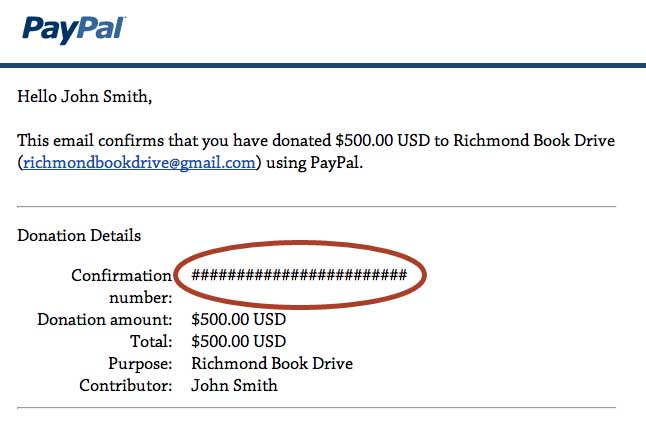 PayPal
Hello John Smith,
This email confirms that you have donated $500.00 USD to Richmond Book Drive
(richmondbookdrive@gmail.com) using PayPal.
Donation Details
Confirmation ########################
number:
Donation amount: $500.00 USD
Total: $500.00 USD
Purpose: Richmond Book Drive
Contributor: John Smith